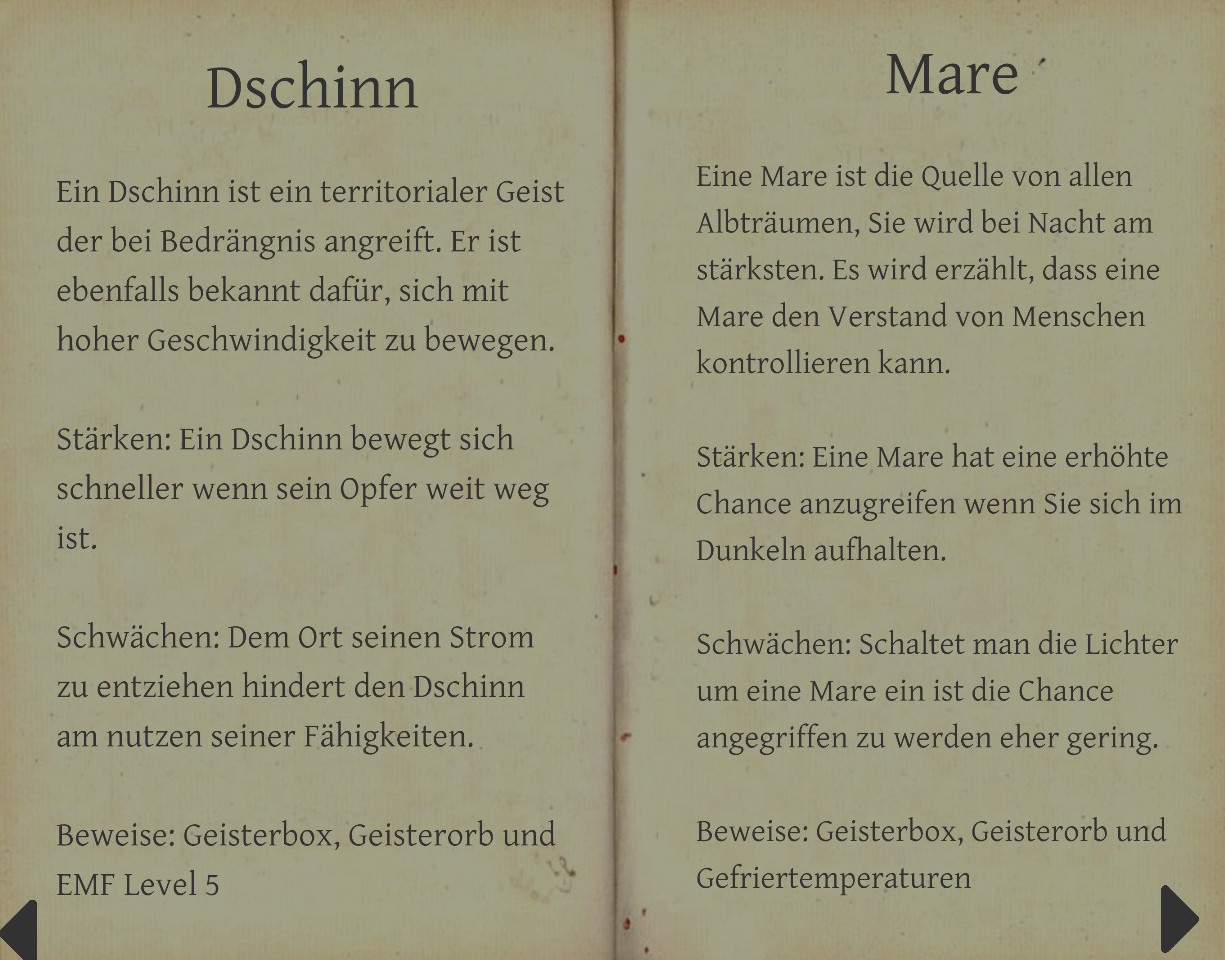 Dschinn
Ein Dschinn ist ein territorialer Geist
der bei Bedrängnis angreift. Er ist
ebenfalls bekannt dafür, sich mit
hoher Geschwindigkeit zu bewegen.
Stärken: Ein Dschinn bewegt sich
schneller wenn sein Opfer weit weg
ist.
Schwächen: Dem Ort seinen Strom
zu entziehen hindert den Dschinn
am nutzen seiner Fähigkeiten.
Beweise: Geisterbox, Geisterorb und
EMF Level 5
Mare
Eine Mare ist die Quelle von allen
Albträumen, Sie wird bei Nacht am
stärksten. Es wird erzählt, dass eine
Mare den Verstand von Menschen
kontrollieren kann.
Stärken: Eine Mare hat eine erhöhte
Chance anzugreifen wenn Sie sich im
Dunkeln aufhalten.
Schwächen: Schaltet man die Lichter
um eine Mare ein ist die Chance
angegriffen zu werden eher gering.
Beweise: Geisterbox, Geisterorb und
Gefriertemperaturen